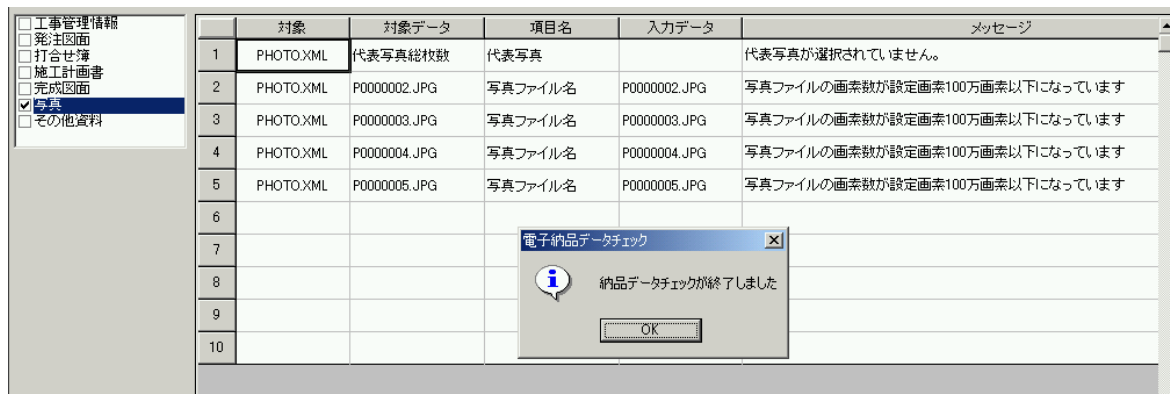 工事管理情報
発注図面
打合せ簿
施工計画書
完成図面
写真
その他資料
対象 対象データ 項目名 入力データ メッセージ
1 PHOTO.XML 代表写真総枚数 代表写真 代表写真が選択されていません。
2 PHOTO.XML P0000002.JPG 写真ファイル名 P0000002.JPG 写真ファイルの画素数が設定画素100万画素以下になっています
3 PHOTO.XML P0000003.JPG 写真ファイル名 P0000003.JPG 写真ファイルの画素数が設定画素100万画素以下になっています
4 PHOTO.XML P0000004.JPG 写真ファイル名 P0000004.JPG 写真ファイルの画素数が設定画素100万画素以下になっています
5 PHOTO.XML P0000005.JPG 写真ファイル名 P0000005.JPG 写真ファイルの画素数が設定画素100万画素以下になっています
6
7
8
9
10
電子納品データチェック
納品データチェックが終了しました
OK